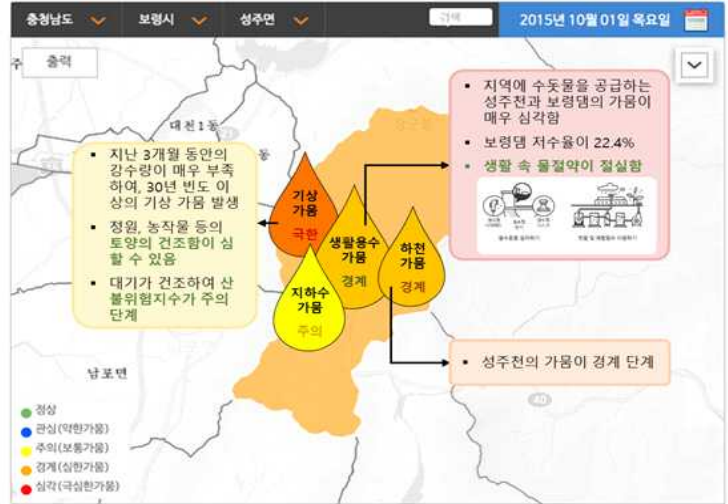 충청남도
보령시
성주면
검색
2015년 10월 01일 목요일
주
출력
대천1동
동
지난 3개월 동안의
강수량이 매우 부족
하여, 30년 빈도 이
상의 기상 가뭄 발생
정원, 농작물 등의
토양의 건조함이 심
할 수 있음
대기가 건조하여 산
불위험지수가 주의
단계
기상
가뭄
극한
생활용수
가뭄
경계
하천
가뭄
경계
지하수
가뭄
주의
지역에 수돗물을 공급하는
성주천과 보령댐의 가뭄이
매우 심각함
보령댐 저수율이 22.4%
생활 속 물절약이 절실함
성주천의 가뭄이 경계 단계
남포면
40
정상
관심(약한가뭄)
주의(보통가뭄)
경계(심한가뭄)
심각(극심한가뭄)